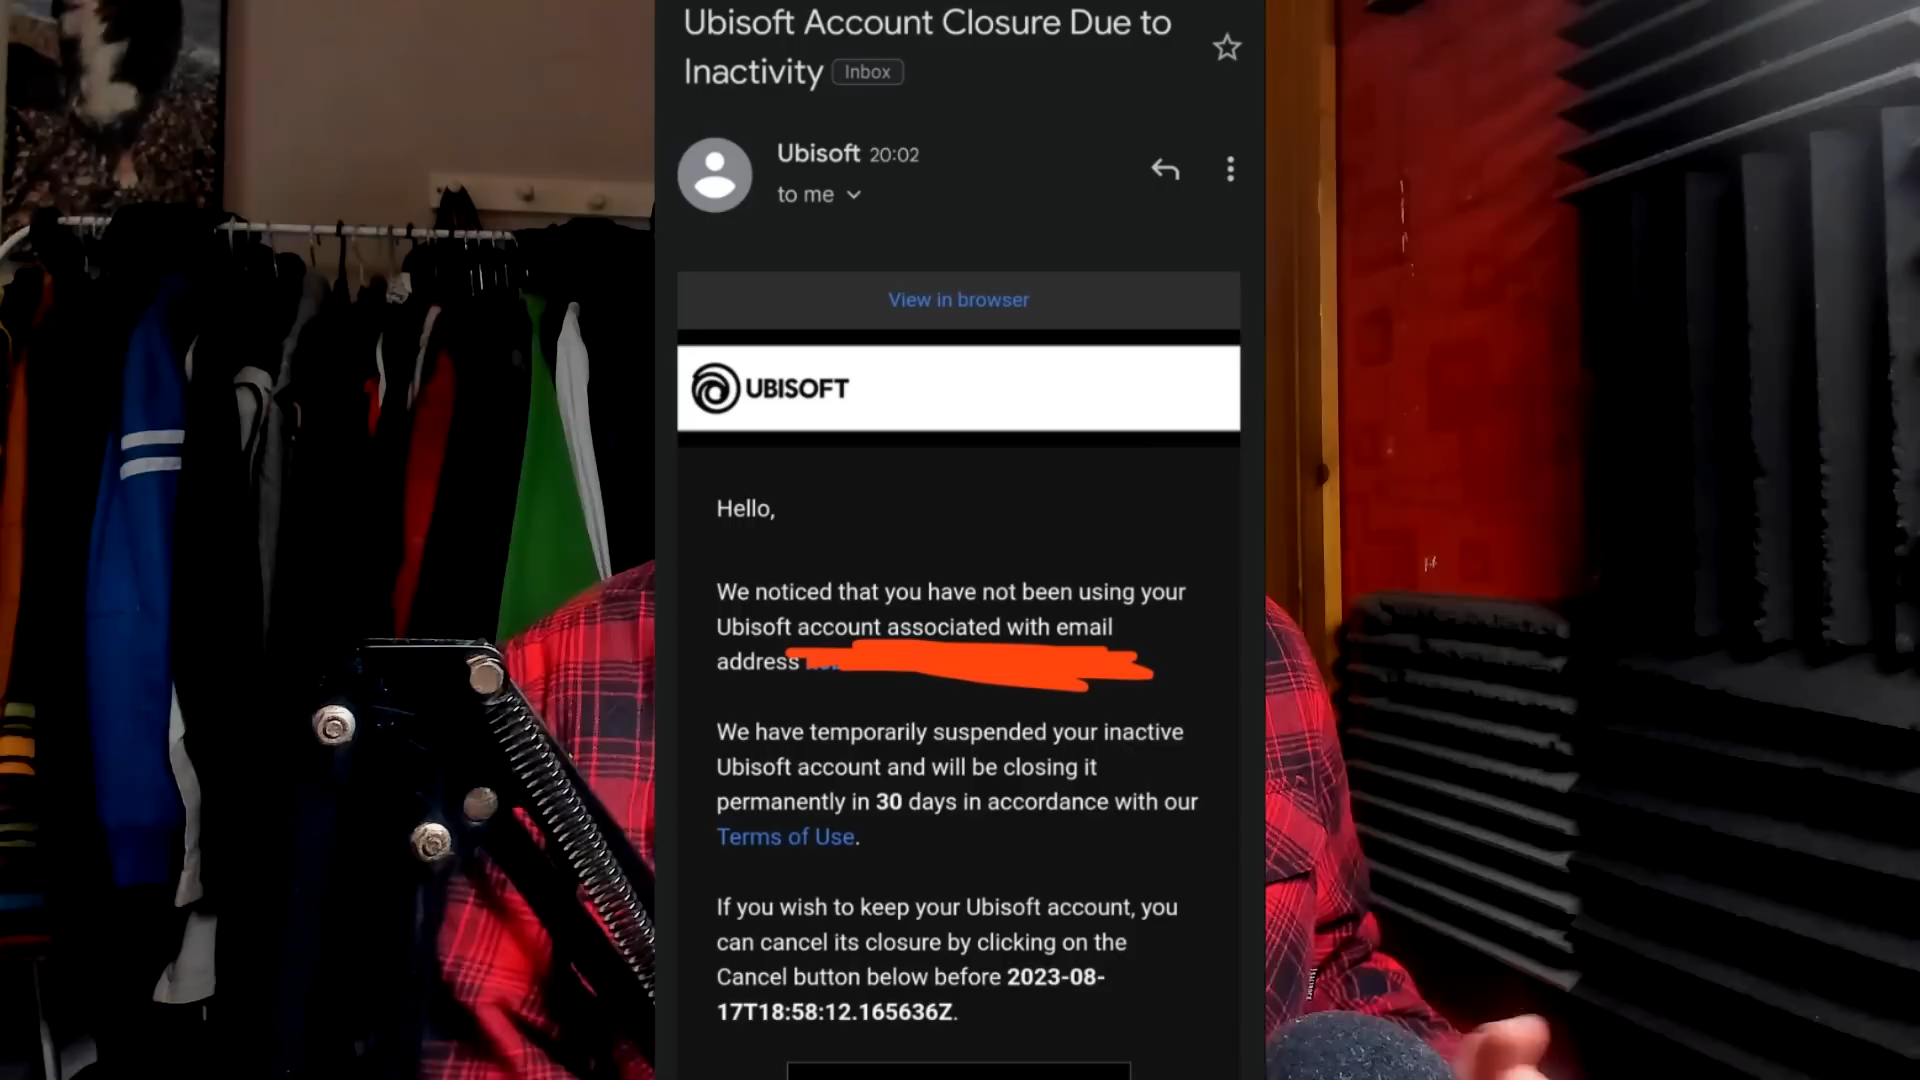 Ubisoft Account Closure Due to
Inactivity Inbox
Ubisoft 20:02
to me
View in browser
UBISOFT
Hello,
We noticed that you have not been using your
Ubisoft account associated with email
address
We have temporarily suspended your inactive
Ubisoft account and will be closing it
permanently in 30 days in accordance with our
Terms of Use.
If you wish to keep your Ubisoft account, you
can cancel its closure by clicking on the
Cancel button below before 2023-08-
17T18:58:12.165636Z.